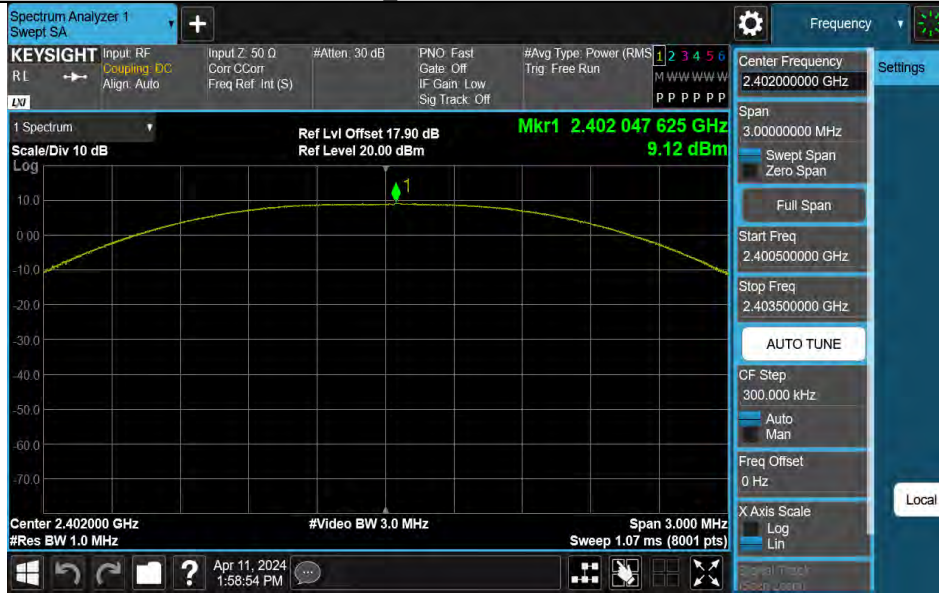 Spectrum Analyzer 1
Swept SA
+
Frequency
KEYSIGHT
Input: RF
Coupling: DC
Align: Auto
Input Z: 50 Ω
Corr CCorr
Freq Ref: Int (S)
#Atten: 30 dB
PNO: Fast
Gate: Off
IF Gain: Low
Sig Track: Off
#Avg Type: Power (RMS
Trig: Free Run
1 2 3 4 5 6
M W W W W W
P P P P P P
R L
LXI
1 Spectrum
Scale/Div 10 dB
Ref Lvl Offset 17.90 dB
Ref Level 20.00 dBm
Mkr1 2.402 047 625 GHz
9.12 dBm
Log
1
10.0
0.00
-10.0
-20.0
-30.0
-40.0
-50.0
-60.0
-70.0
Center 2.402000 GHz
#Res BW 1.0 MHz
#Video BW 3.0 MHz
Span 3.000 MHz
Sweep 1.07 ms (8001 pts)
?
Apr 11, 2024
1:58:54 PM
Center Frequency
2.402000000 GHz
Span
3.00000000 MHz
Swept Span
Zero Span
Full Span
Start Freq
2.400500000 GHz
Stop Freq
2.403500000 GHz
AUTO TUNE
CF Step
300.000 kHz
Auto
Man
Freq Offset
0 Hz
X Axis Scale
Log
Lin
Signal Track
(Span Zoom)
Settings
Local